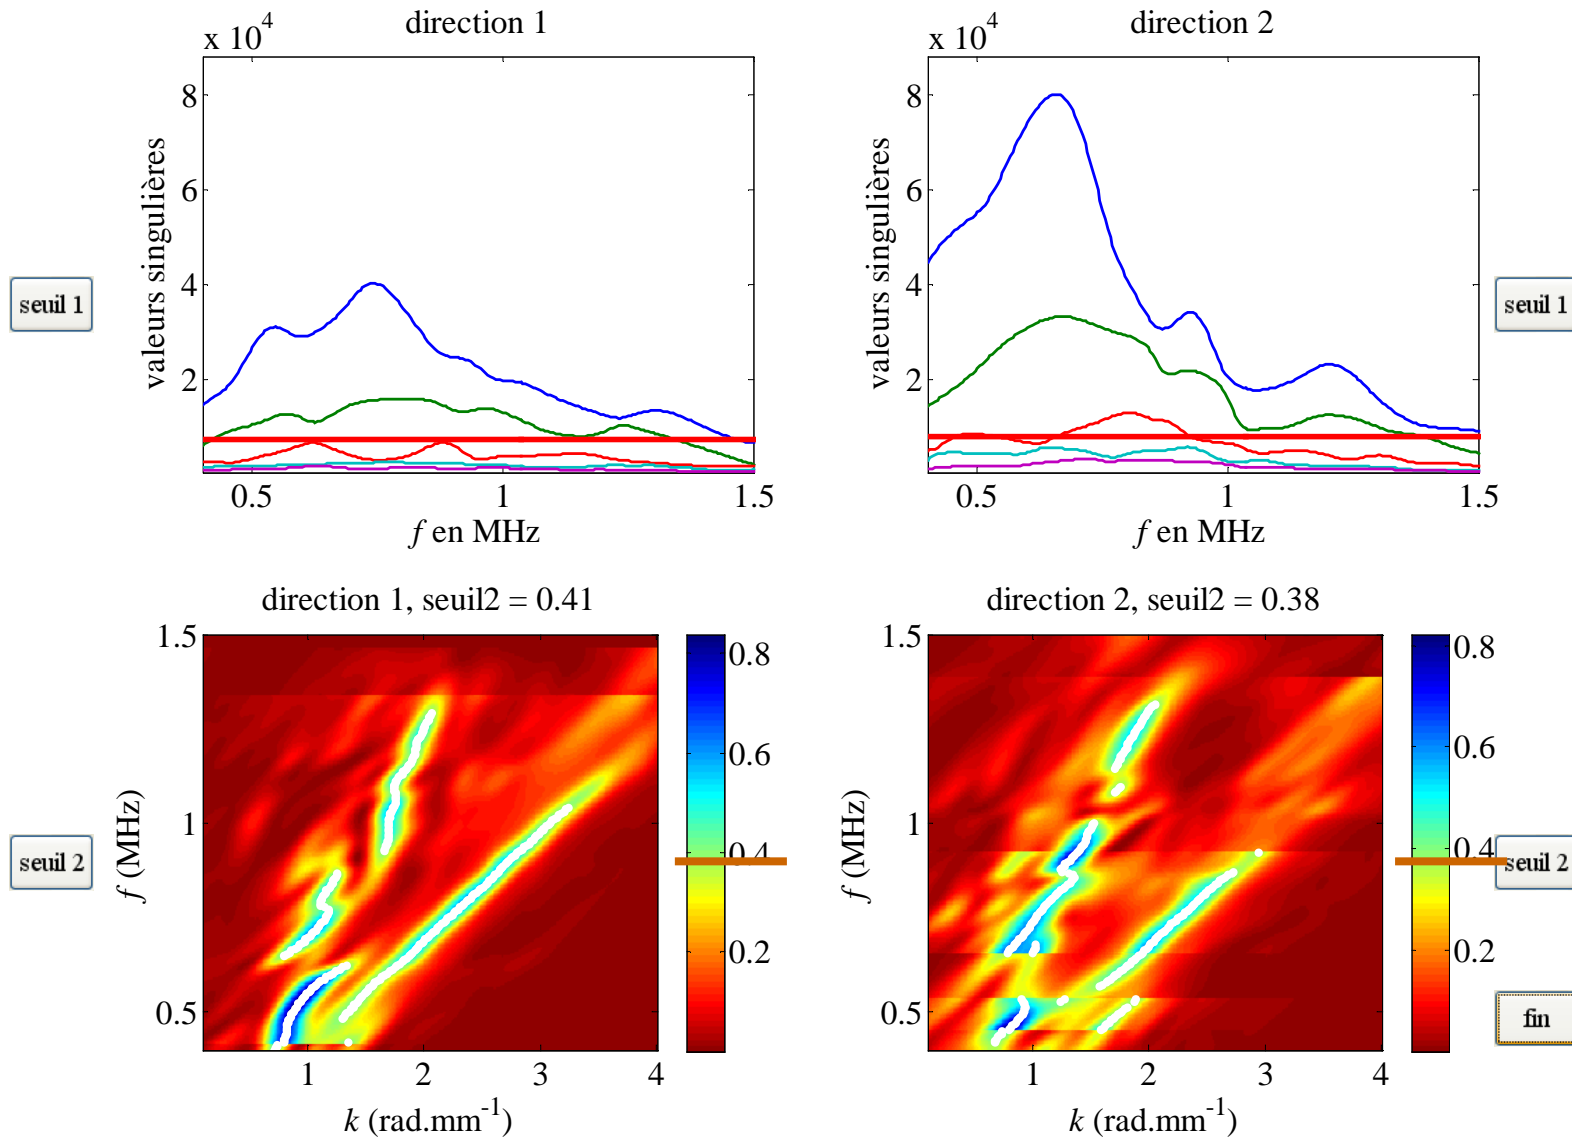 direction 1
direction 2
x 10^4
x 10^4
8
6
4
2
8
6
4
2
valeurs singulières
valeurs singulières
seuil 1
seuil 1
0.5
1
1.5
0.5
1
1.5
f en MHz
f en MHz
direction 1, seuil2 = 0.41
direction 2, seuil2 = 0.38
1.5
1
0.5
0.8
0.6
0.4
0.2
1.5
1
0.5
0.8
0.6
0.4
0.2
f (MHz)
f (MHz)
seuil 2
seuil 2
fin
1
2
3
4
1
2
3
4
k (rad.mm^-1)
k (rad.mm^-1)